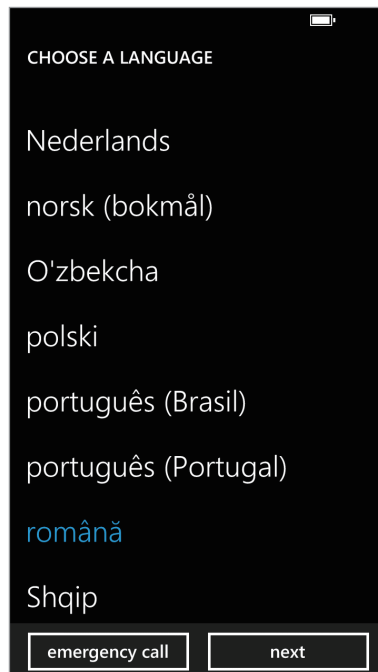 CHOOSE A LANGUAGE
Nederlands
norsk (bokmål)
O'zbekcha
polski
português (Brasil)
português (Portugal)
română
Shqip
emergency call next